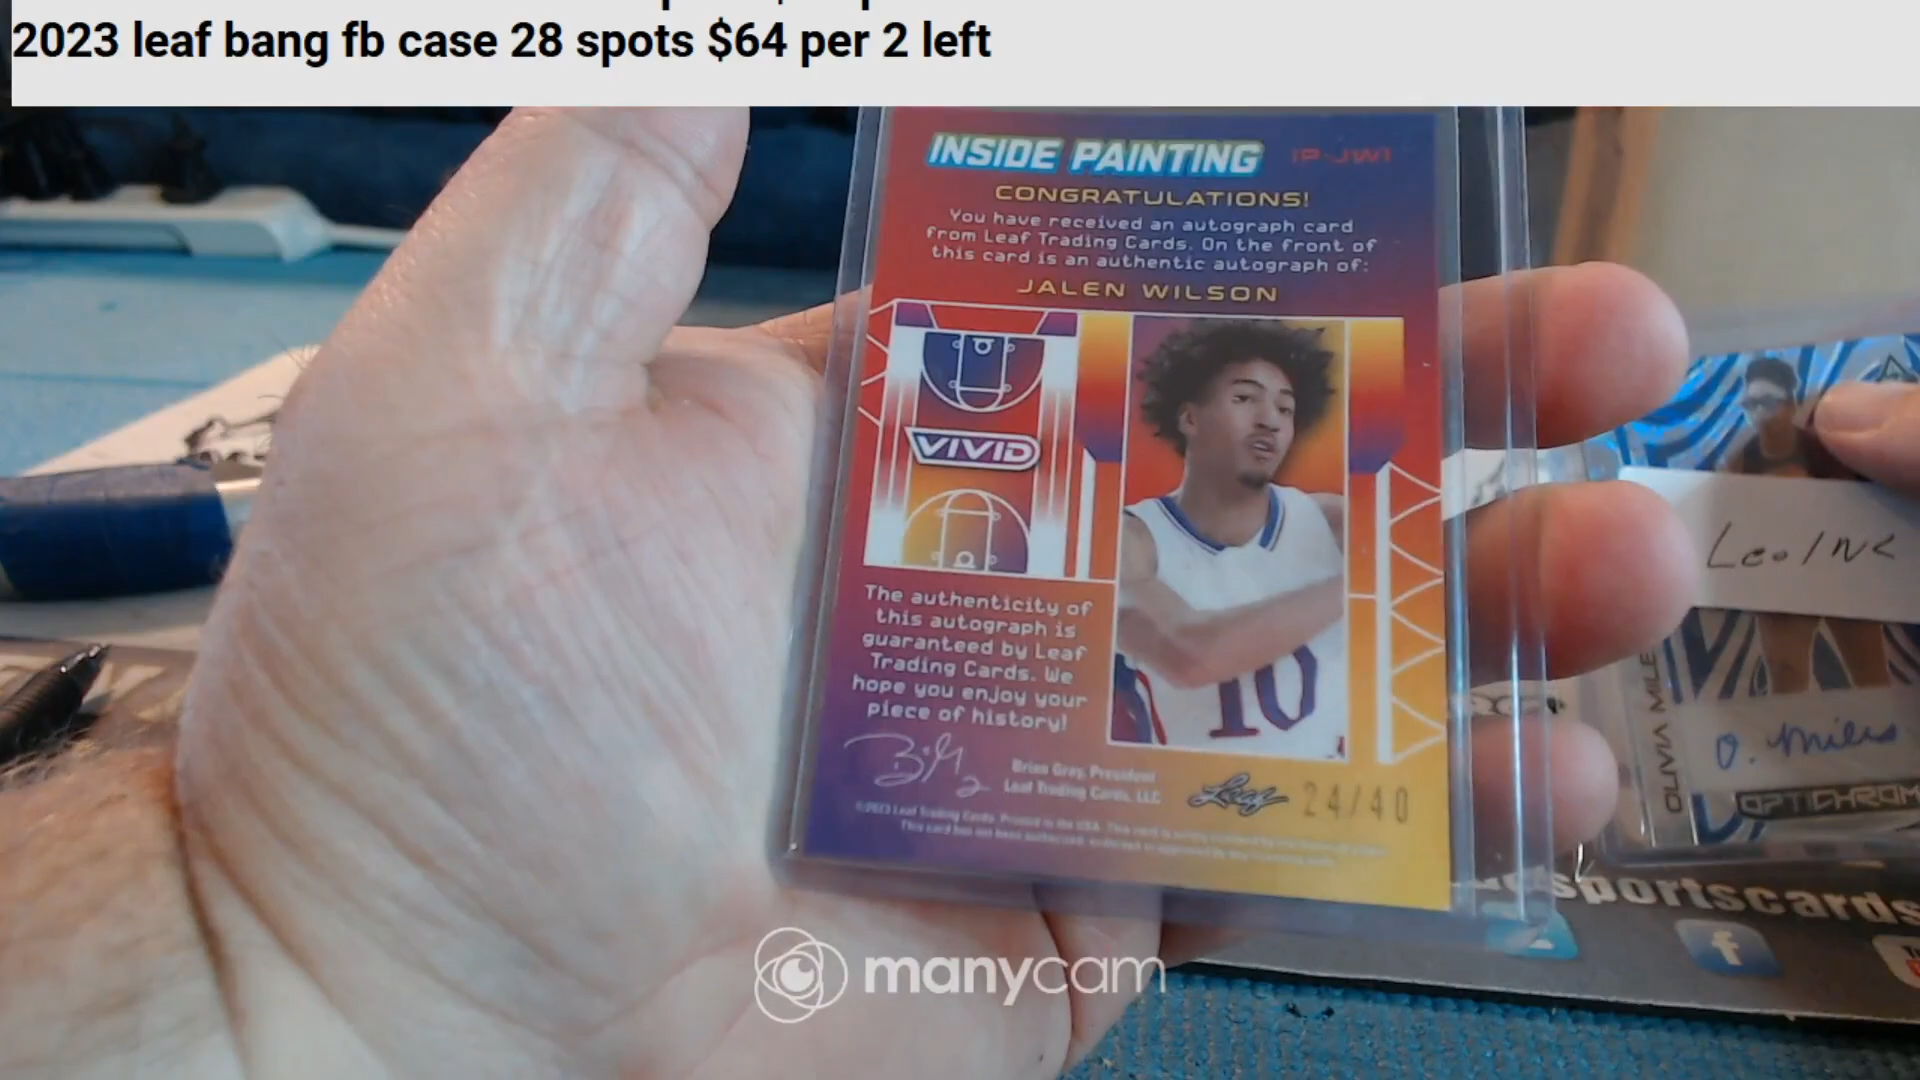 2023 leaf bang fb case 28 spots $64 per 2 left
INSIDE PAINTING IP-JW1
CONGRATULATIONS!
You have received an autograph card
from Leaf Trading Cards. On the front of
this card is an authentic autograph of:
JALEN WILSON
VIVID
The authenticity of
this autograph is
guaranteed by Leaf
Trading Cards. We
hope you enjoy your
piece of history!
Brian Gray, President
Leaf Trading Cards, LLC
Leaf 24/40
10
Leo/NC
OLIVIA MILE
O. Miles
OPTICHROM
sportscards
f
manycam